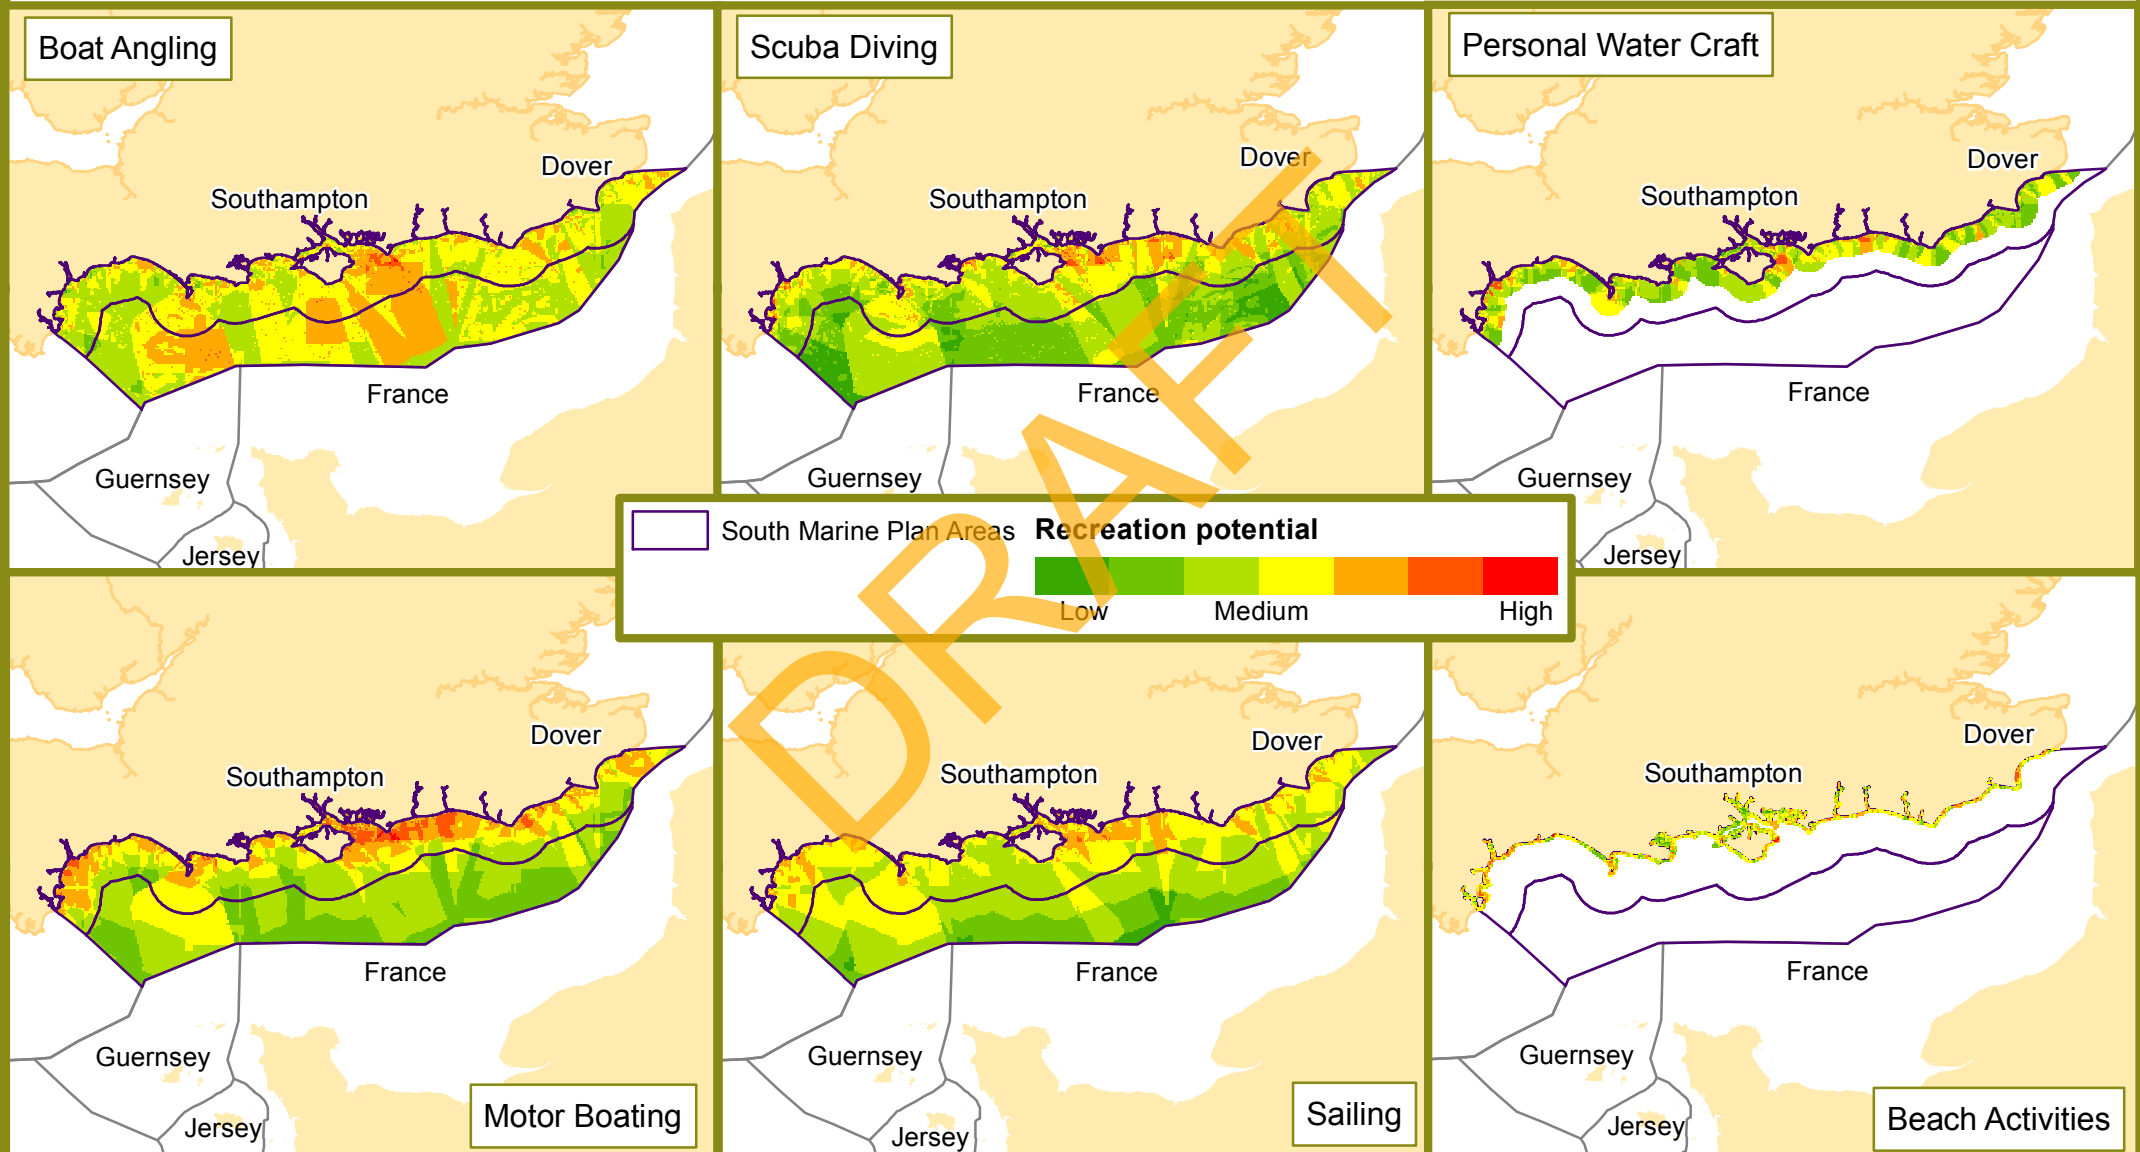 Boat Angling
Dover
Southampton
France
Guernsey
Jersey
Scuba Diving
Dover
Southampton
France
Guernsey
Personal Water Craft
Dover
Southampton
France
Guernsey
Jersey
South Marine Plan Areas
Recreation potential
Low Medium High
DRAFT
Dover
Southampton
France
Guernsey
Jersey
Motor Boating
Dover
Southampton
France
Guernsey
Jersey
Sailing
Dover
Southampton
France
Guernsey
Jersey
Beach Activities